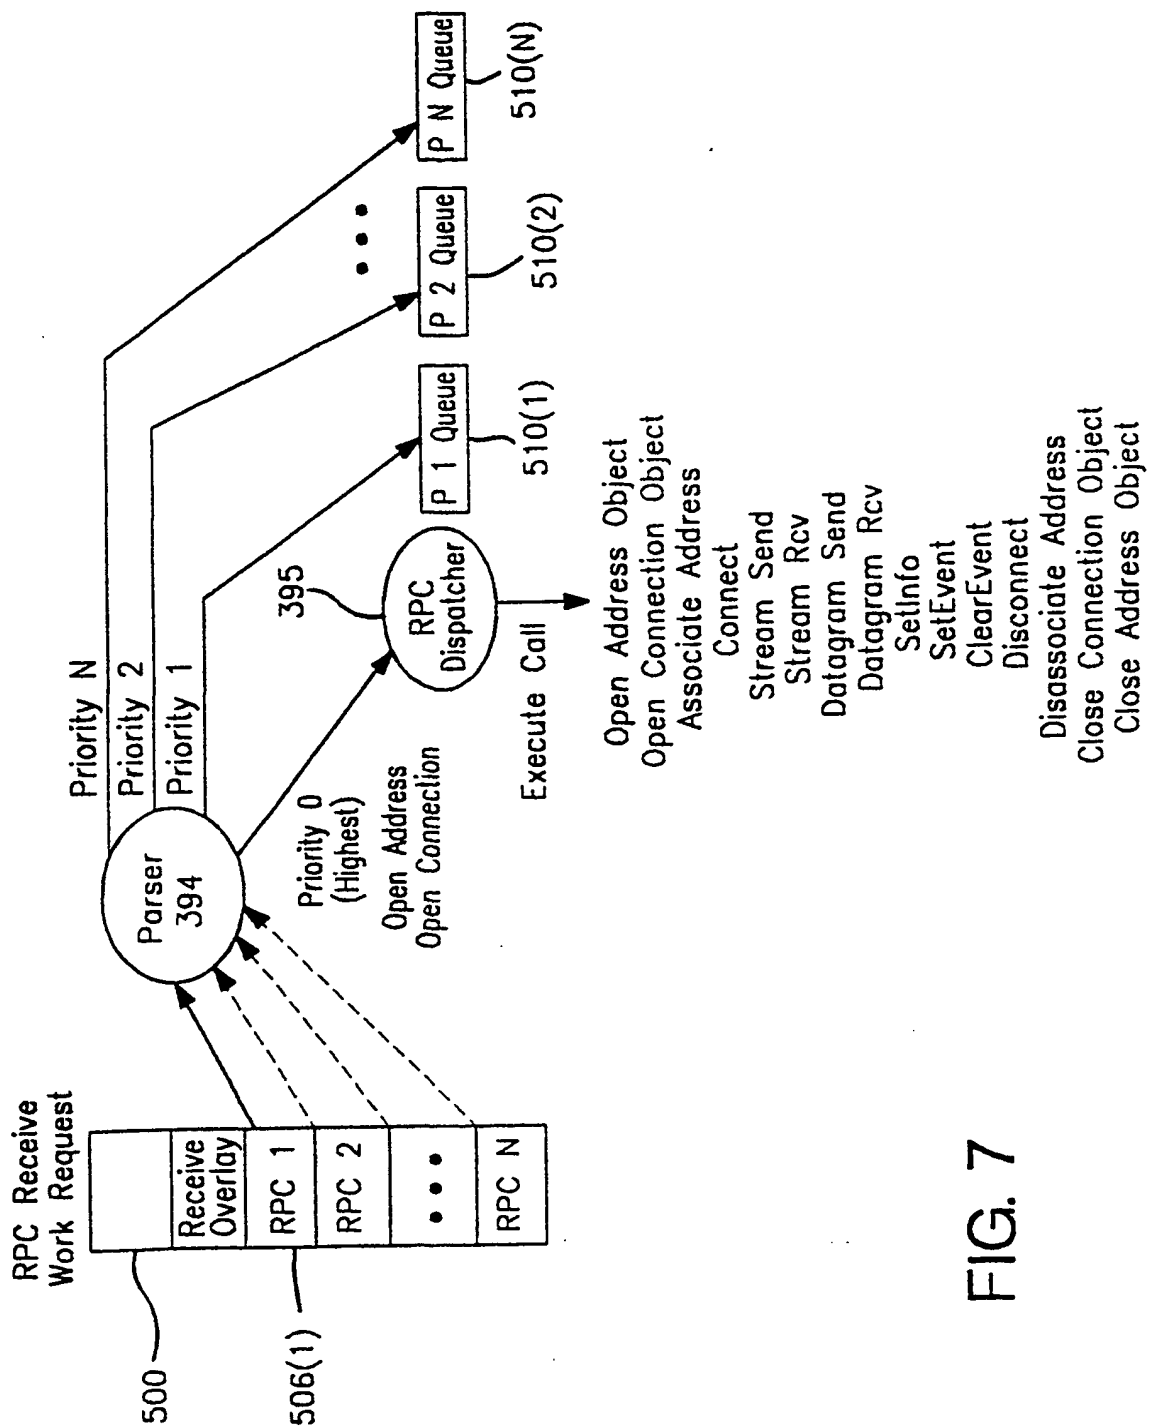 RPC Receive
Work Request
500
Receive
Overlay
RPC 1
RPC 2
•••
RPC N
506(1)
Parser
394
Priority N
Priority 2
Priority 1
Priority 0
(Highest)
Open Address
Open Connection
395
RPC
Dispatcher
P 1 Queue
510(1)
P 2 Queue
510(2)
•••
P N Queue
510(N)
Execute Call
Open Address Object
Open Connection Object
Associate Address
Connect
Stream Send
Stream Rcv
Datagram Send
Datagram Rcv
SetInfo
SetEvent
ClearEvent
Disconnect
Disassociate Address
Close Connection Object
Close Address Object
FIG. 7